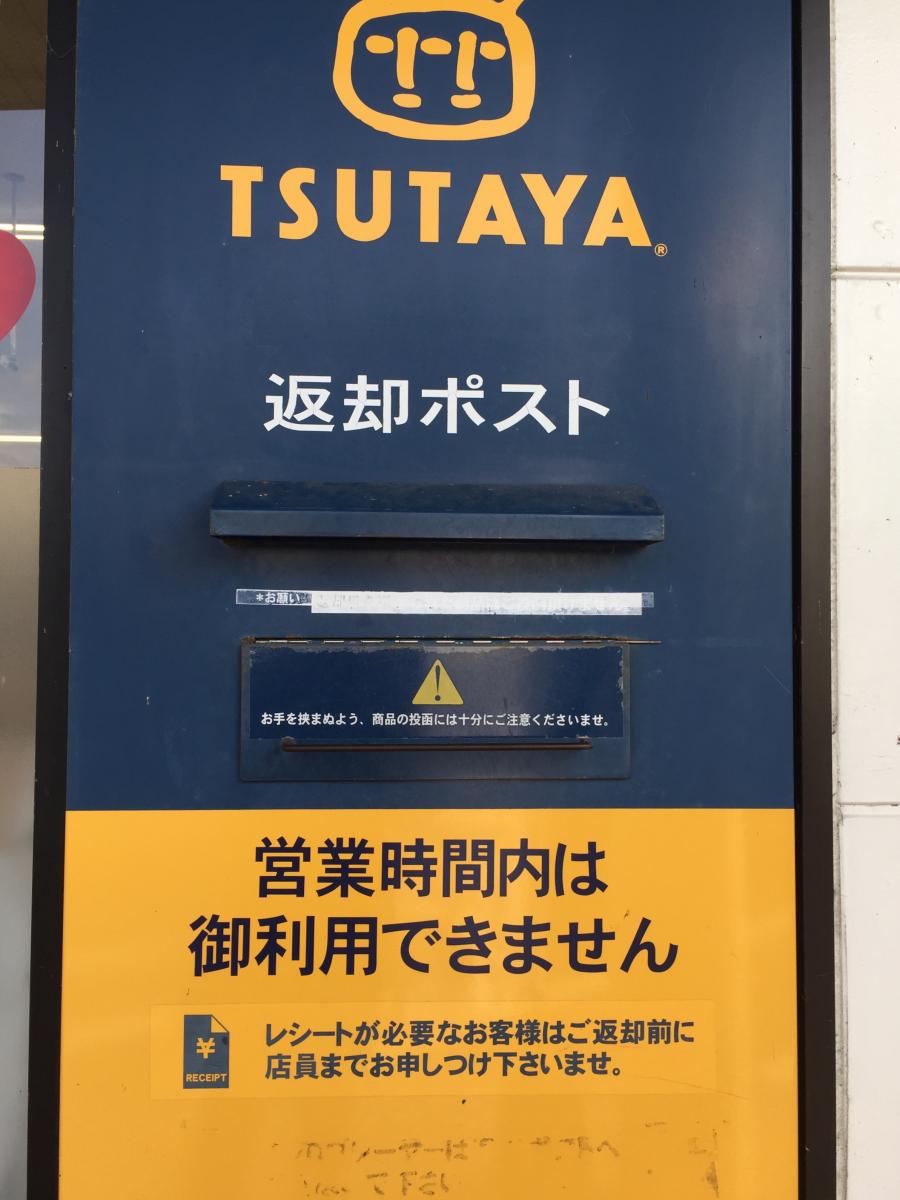 TSUTAYA®
返却ポスト
*お願い
お手を挟まぬよう、商品の投函には十分にご注意くださいませ。
営業時間内は
御利用できません
¥
RECEIPT
レシートが必要なお客様はご返却前に
店員までお申しつけ下さいませ。